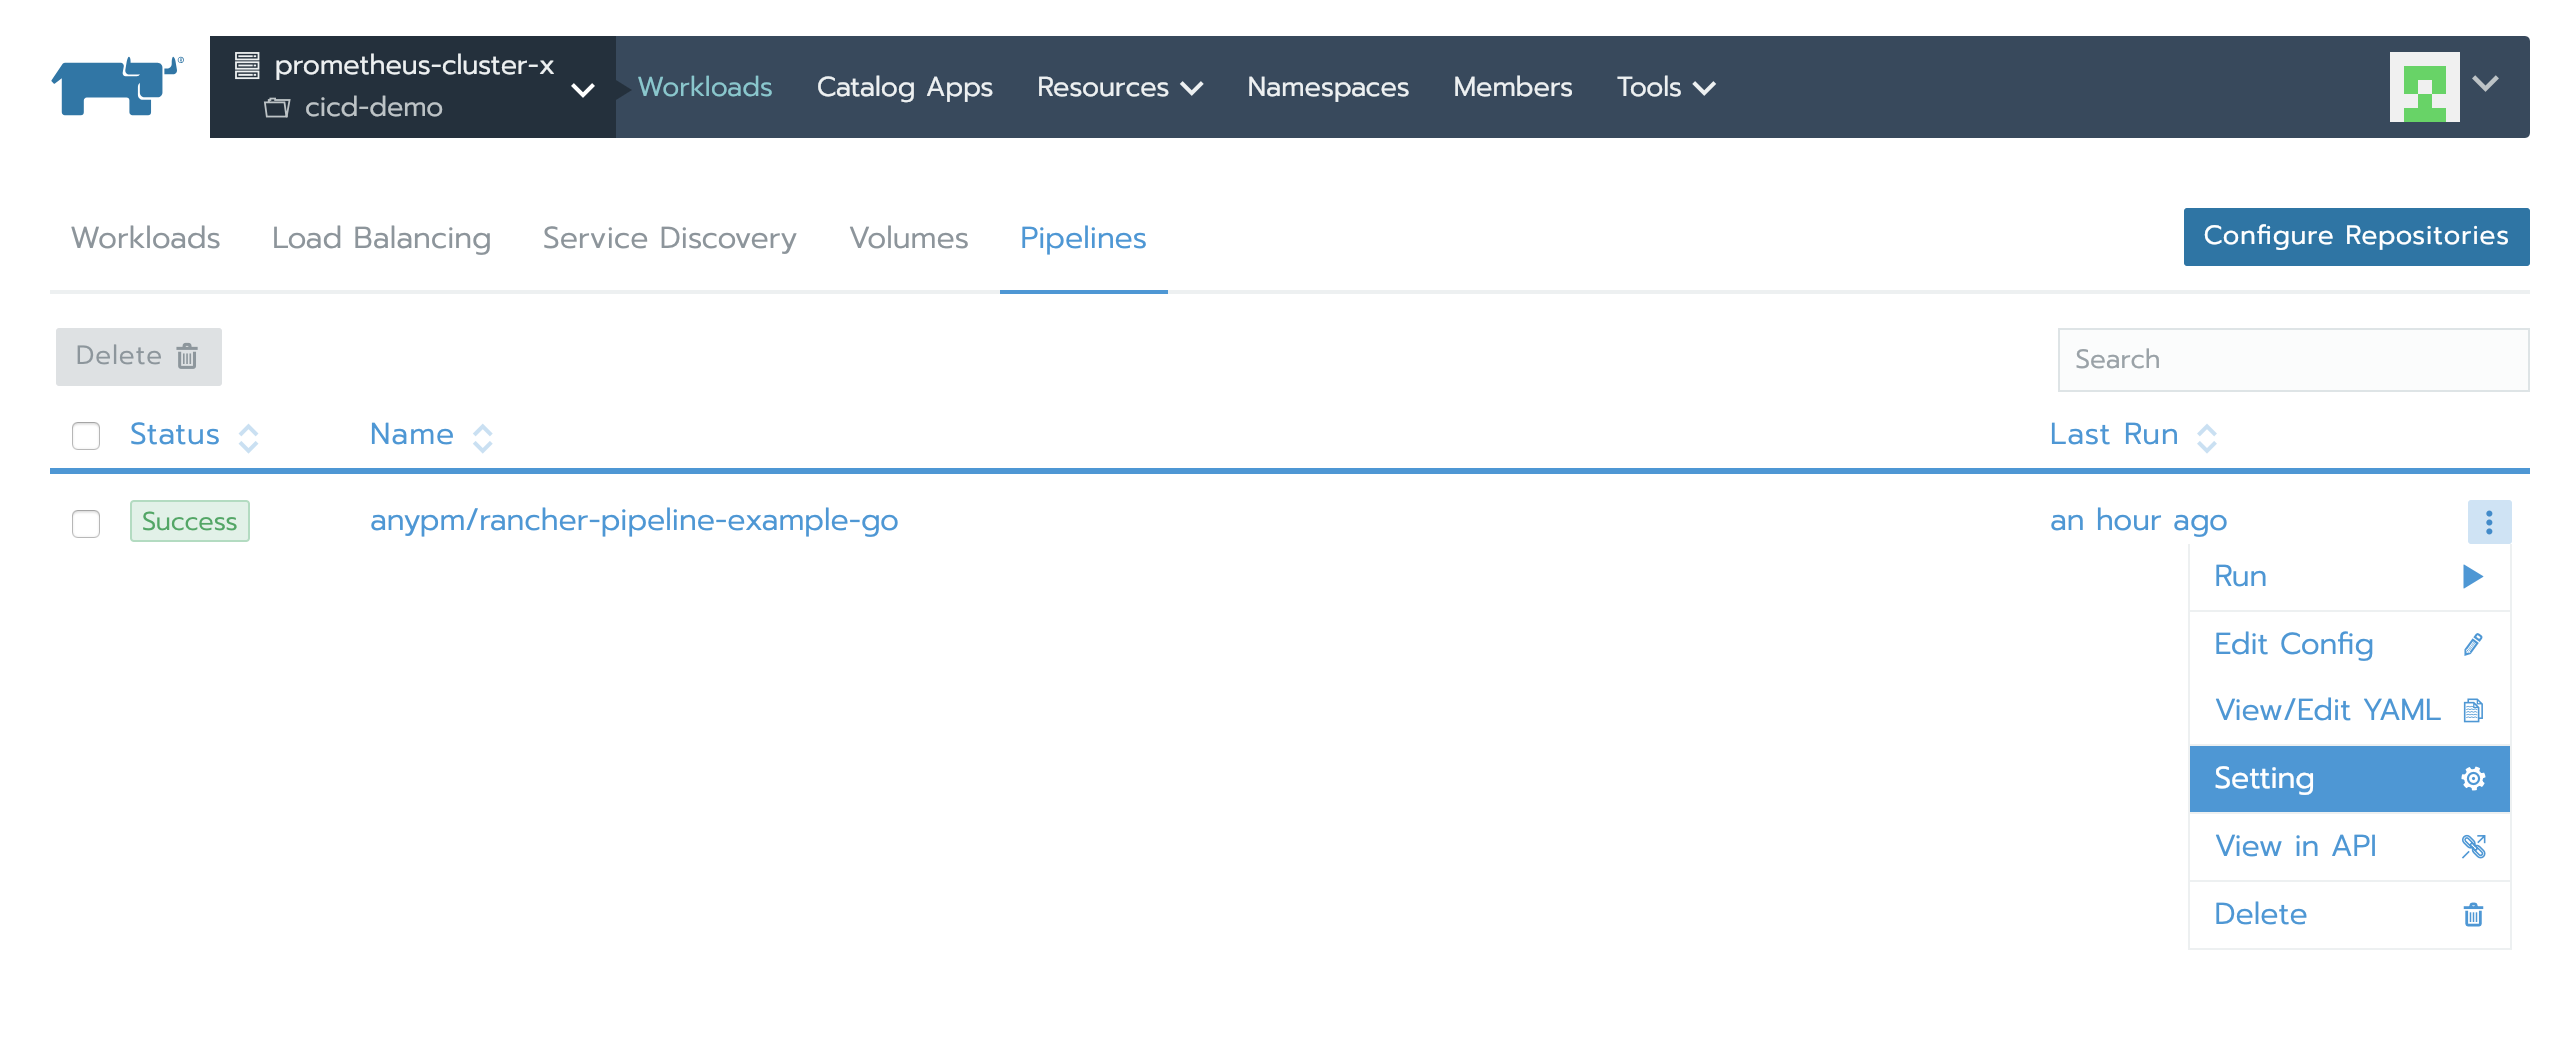 prometheus-cluster-x
cicd-demo
Workloads Catalog Apps Resources Namespaces Members Tools
Workloads Load Balancing Service Discovery Volumes Pipelines
Configure Repositories
Delete
Search
Status Name Last Run
Success anypm/rancher-pipeline-example-go an hour ago
Run
Edit Config
View/Edit YAML
Setting
View in API
Delete